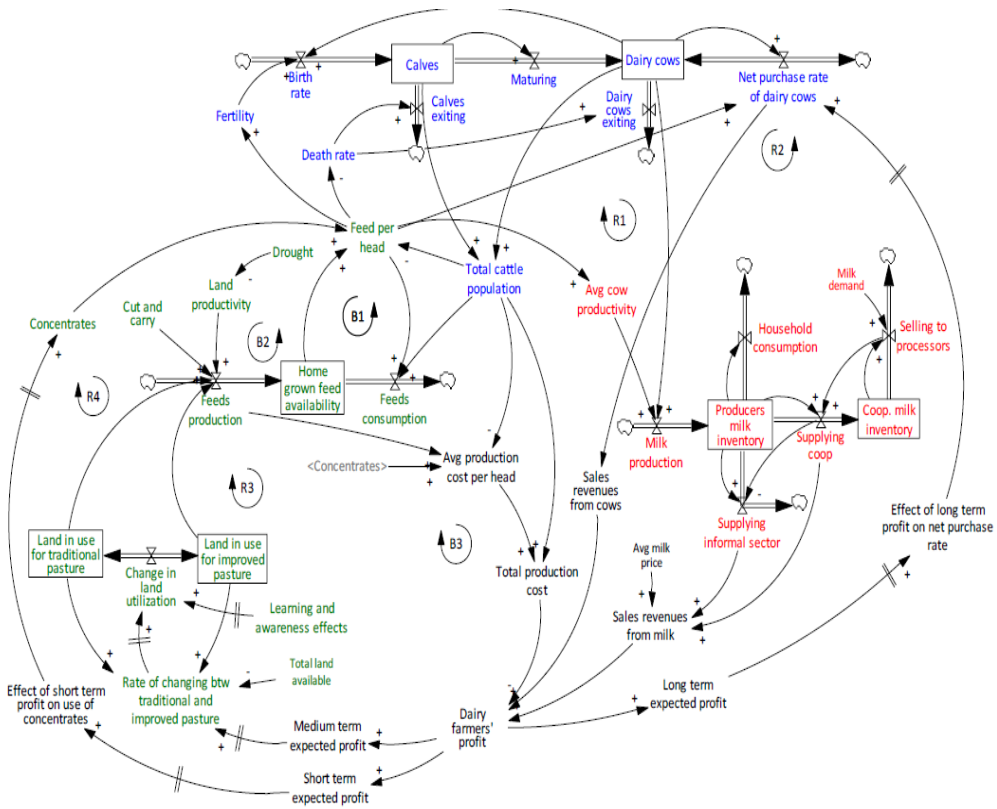 Calves
Dairy cows
Birth
rate
Maturing
Net purchase rate
of dairy cows
Fertility
Calves
exiting
Dairy
cows
exiting
Death rate
R2
R1
Feed per
head
Drought
Total cattle
population
Land
productivity
Avg cow
productivity
Milk
demand
Cut and
carry
Concentrates
B1
B2
Household
consumption
Selling to
processors
Home
grown feed
availability
R4
Feeds
production
Feeds
consumption
Producers
milk
inventory
Coop. milk
inventory
Milk
production
Supplying
coop
<Concentrates>
Avg production
cost per head
Sales
revenues
from cows
R3
Supplying
informal sector
Effect of long term
profit on net purchase
rate
Land in use
for traditional
pasture
Land in use
for improved
pasture
B3
Avg milk
price
Change in
land
utilization
Total production
cost
Learning and
awareness effects
Sales revenues
from milk
Total land
available
Rate of changing btw
traditional and
improved pasture
Effect of short term
profit on use of
concentrates
Long term
expected profit
Medium term
expected profit
Dairy
farmers'
profit
Short term
expected profit